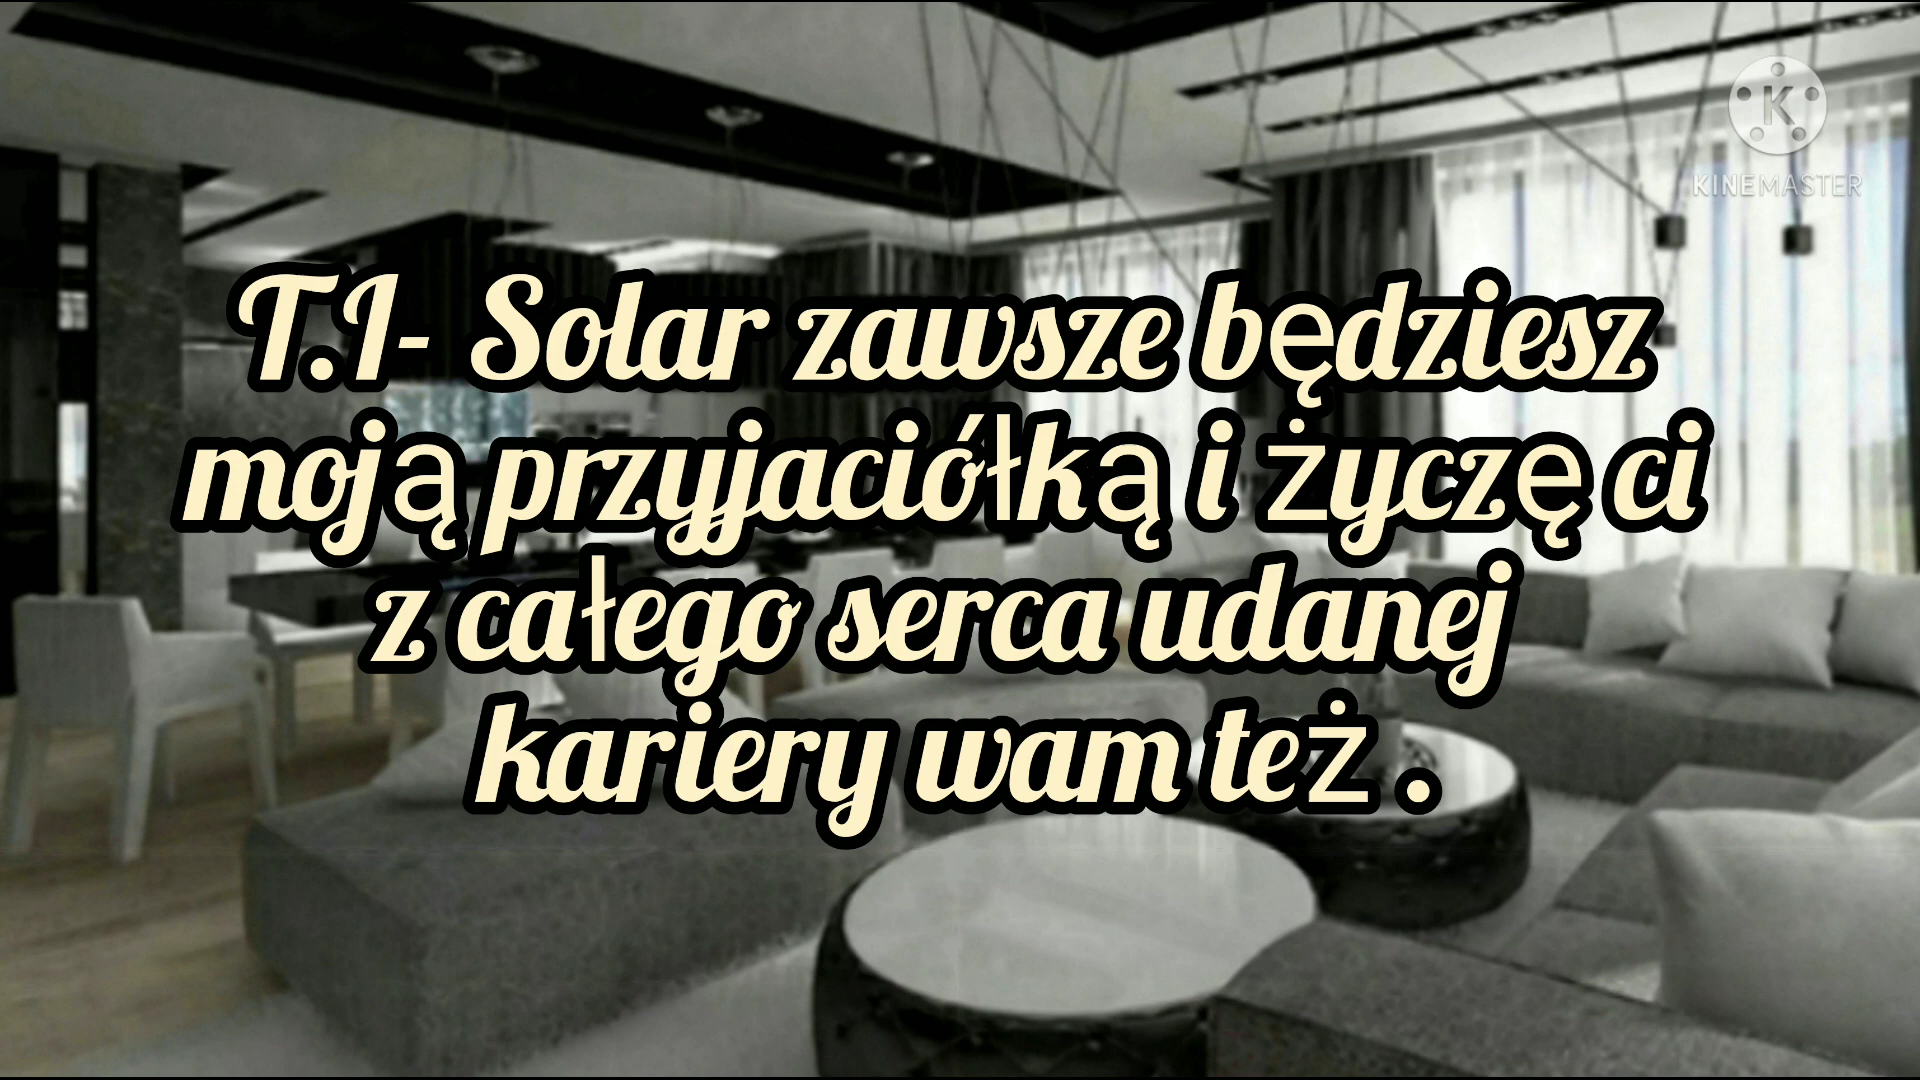 K
KINEMASTER
T.I- Solar zawsze będziesz
moją przyjaciółką i życzę ci
z całego serca udanej
kariery wam też .